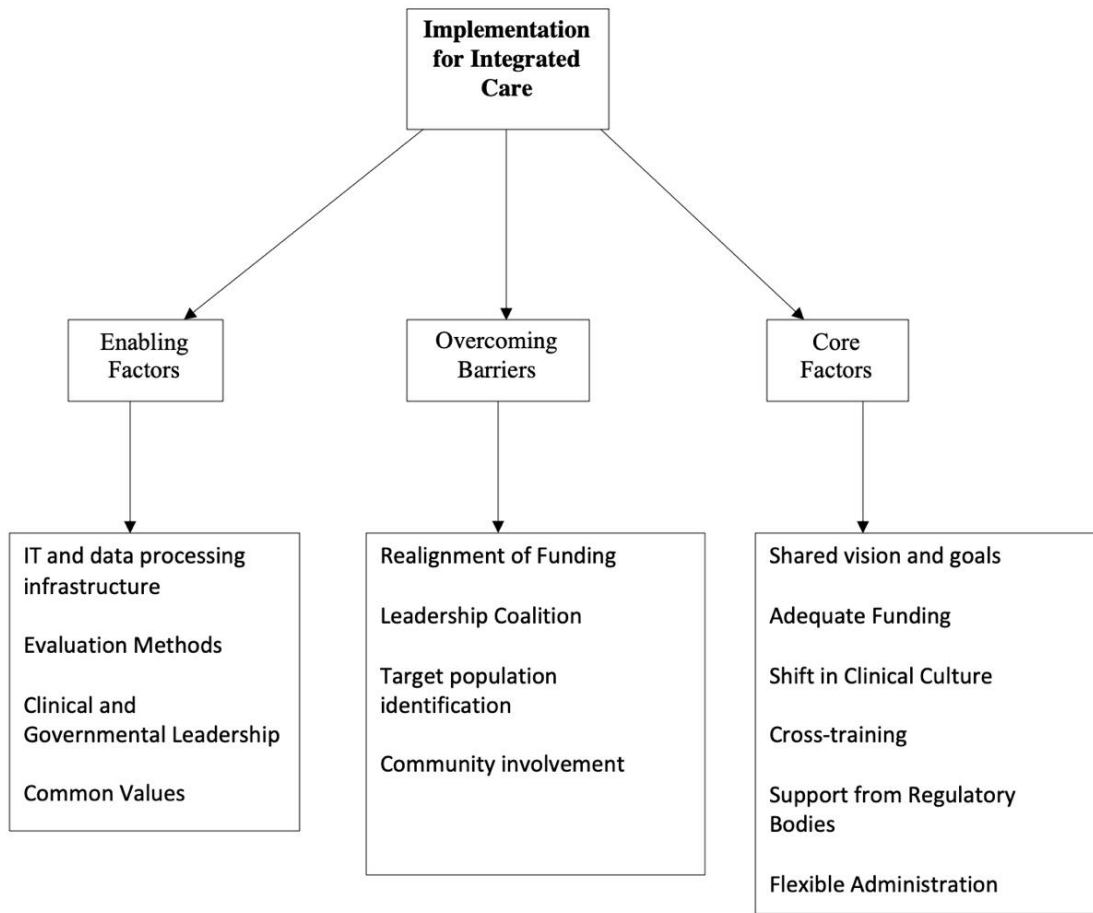 Implementation
for Integrated
Care
Enabling
Factors
Overcoming
Barriers
Core
Factors
IT and data processing
infrastructure
Evaluation Methods
Clinical and
Governmental Leadership
Common Values
Realignment of Funding
Leadership Coalition
Target population
identification
Community involvement
Shared vision and goals
Adequate Funding
Shift in Clinical Culture
Cross-training
Support from Regulatory
Bodies
Flexible Administration